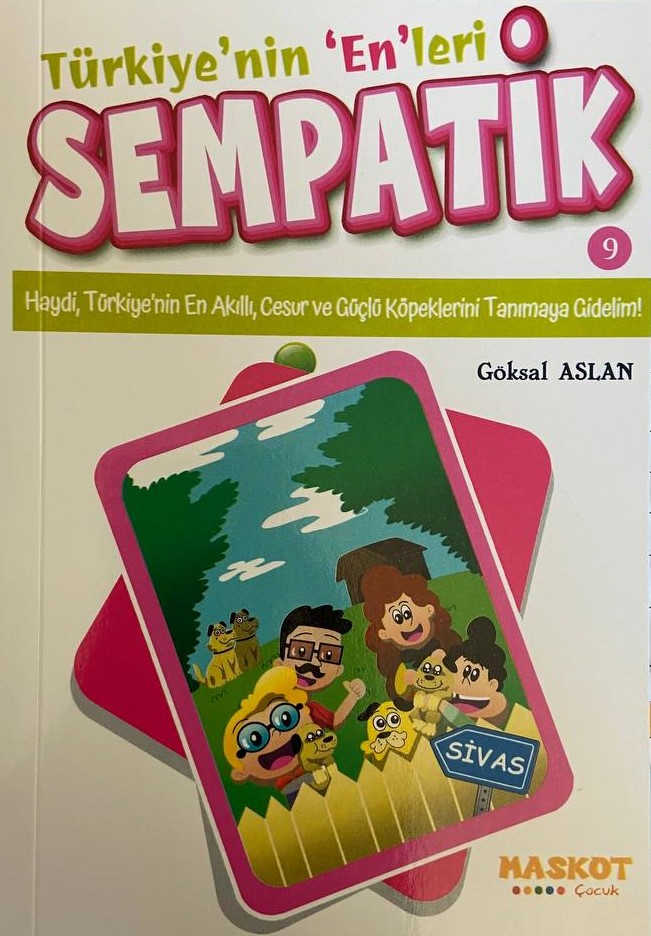 Türkiye'nin 'En'leri
SEMPATİK
9
Haydi, Türkiye'nin En Akıllı, Cesur ve Güçlü Köpeklerini Tanımaya Gidelim!
Göksal ASLAN
SİVAS
MASKOT
Çocuk